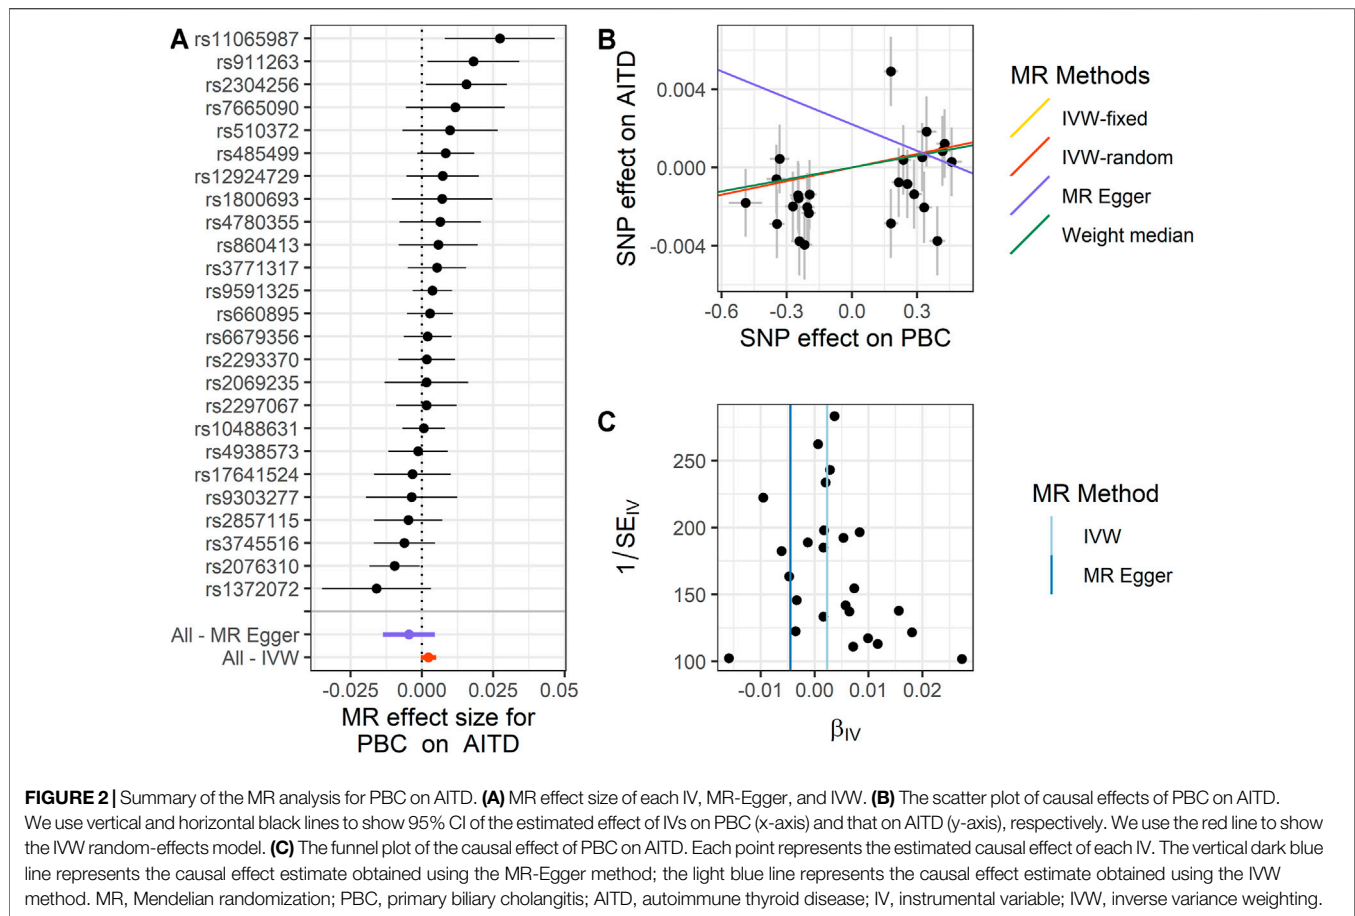 A
rs11065987
rs911263
rs2304256
rs7665090
rs510372
rs485499
rs12924729
rs1800693
rs4780355
rs860413
rs3771317
rs9591325
rs660895
rs6679356
rs2293370
rs2069235
rs2297067
rs10488631
rs4938573
rs17641524
rs9303277
rs2857115
rs3745516
rs2076310
rs1372072
All - MR Egger
All - IVW
-0.025 0.000 0.025 0.05
MR effect size for
PBC on AITD
B
SNP effect on AITD
0.004
0.000
-0.004
-0.6 -0.3 0.0 0.3
SNP effect on PBC
MR Methods
IVW-fixed
IVW-random
MR Egger
Weight median
C
1/SE_IV
250
200
150
100
-0.01 0.00 0.01 0.02
β_IV
MR Method
IVW
MR Egger
FIGURE 2 | Summary of the MR analysis for PBC on AITD. (A) MR effect size of each IV, MR-Egger, and IVW. (B) The scatter plot of causal effects of PBC on AITD.
We use vertical and horizontal black lines to show 95% CI of the estimated effect of IVs on PBC (x-axis) and that on AITD (y-axis), respectively. We use the red line to show
the IVW random-effects model. (C) The funnel plot of the causal effect of PBC on AITD. Each point represents the estimated causal effect of each IV. The vertical dark blue
line represents the causal effect estimate obtained using the MR-Egger method; the light blue line represents the causal effect estimate obtained using the IVW
method. MR, Mendelian randomization; PBC, primary biliary cholangitis; AITD, autoimmune thyroid disease; IV, instrumental variable; IVW, inverse variance weighting.